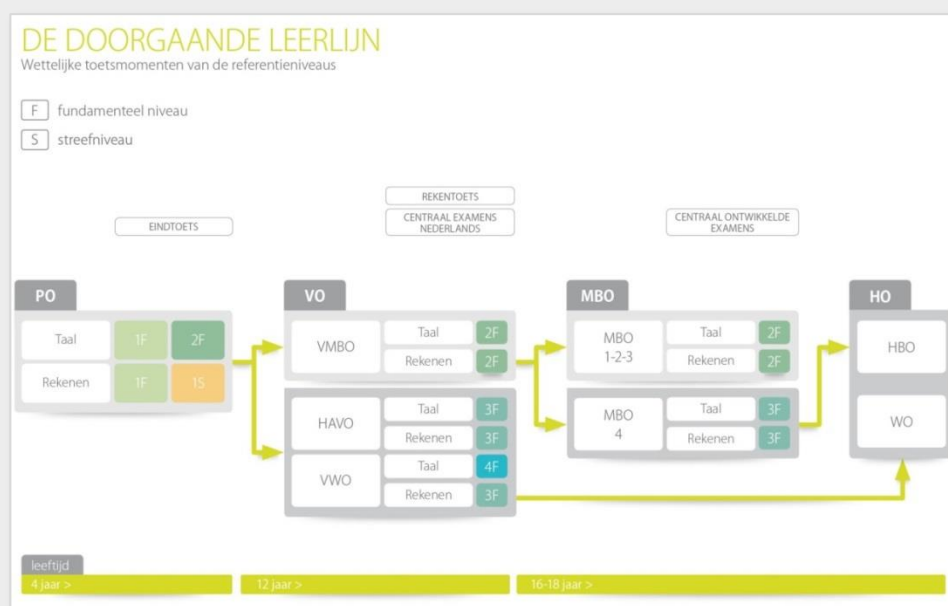 DE DOORGAANDE LEERLIJN
Wettelijke toetsmomenten van de referentieniveaus
F fundamenteel niveau
S streefniveau
EINDTOETS
REKENTOETS
CENTRAAL EXAMENS
NEDERLANDS
CENTRAAL ONTWIKKELDE
EXAMENS
PO
Taal 1F 2F
Rekenen 1F 1S
VO
VMBO
Taal 2F
Rekenen 2F
HAVO
Taal 3F
Rekenen 3F
VWO
Taal 4F
Rekenen 3F
MBO
MBO
1-2-3
Taal 2F
Rekenen 2F
MBO
4
Taal 3F
Rekenen 3F
HO
HBO
WO
leeftijd
4 jaar >
12 jaar >
16-18 jaar >